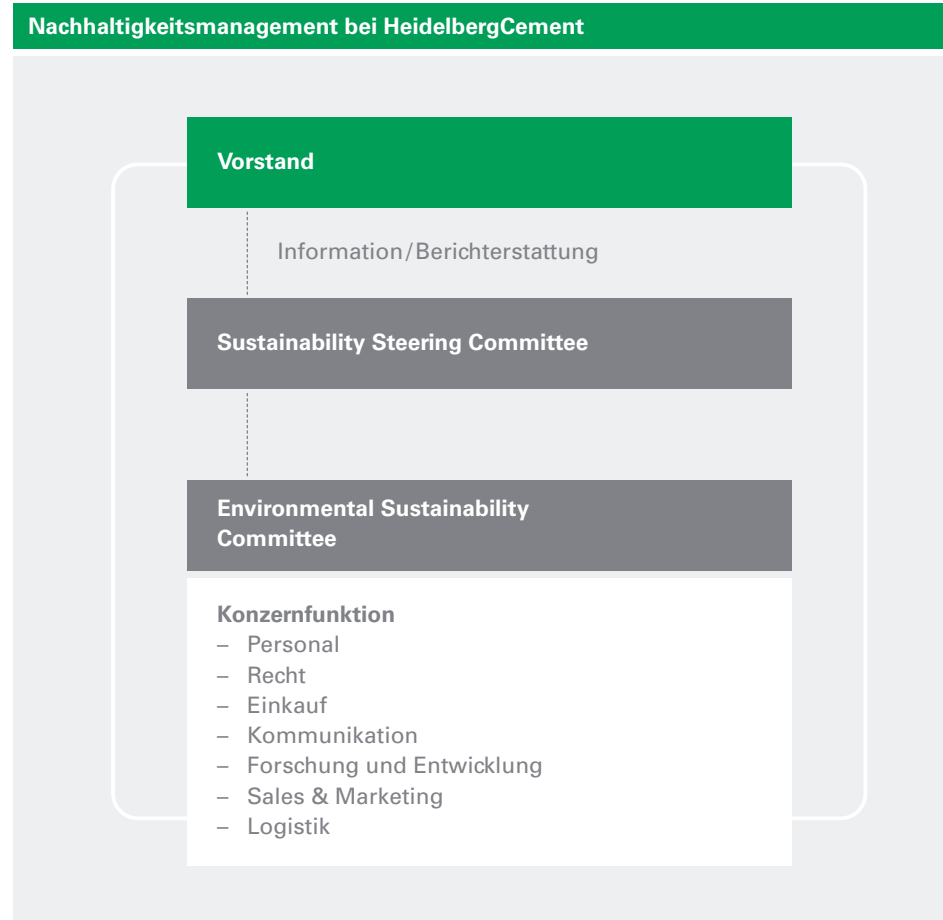 Nachhaltigkeitsmanagement bei HeidelbergCement
Vorstand
Information/Berichterstattung
Sustainability Steering Committee
Environmental Sustainability
Committee
Konzernfunktion
– Personal
– Recht
– Einkauf
– Kommunikation
– Forschung und Entwicklung
– Sales & Marketing
– Logistik